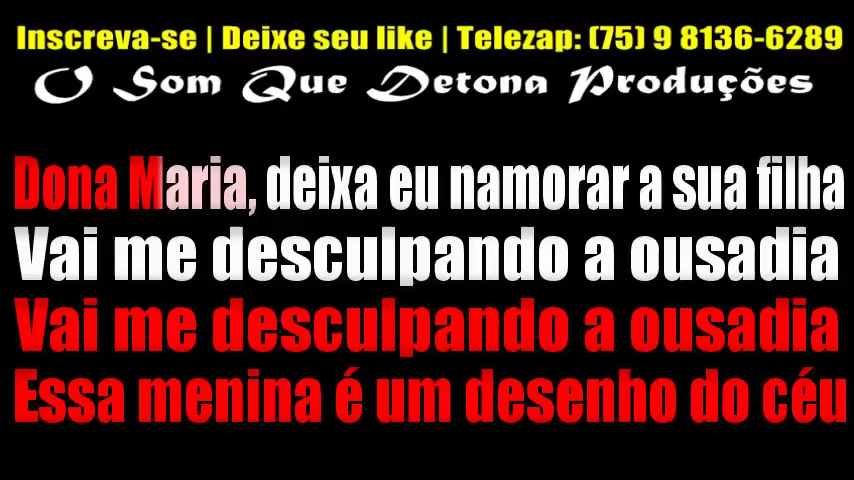 Inscreva-se | Deixe seu like | Telezap: (75) 9 8136-6289
O Som Que Detona Produções
Dona Maria, deixa eu namorar a sua filha
Vai me desculpando a ousadia
Vai me desculpando a ousadia
Essa menina é um desenho do céu